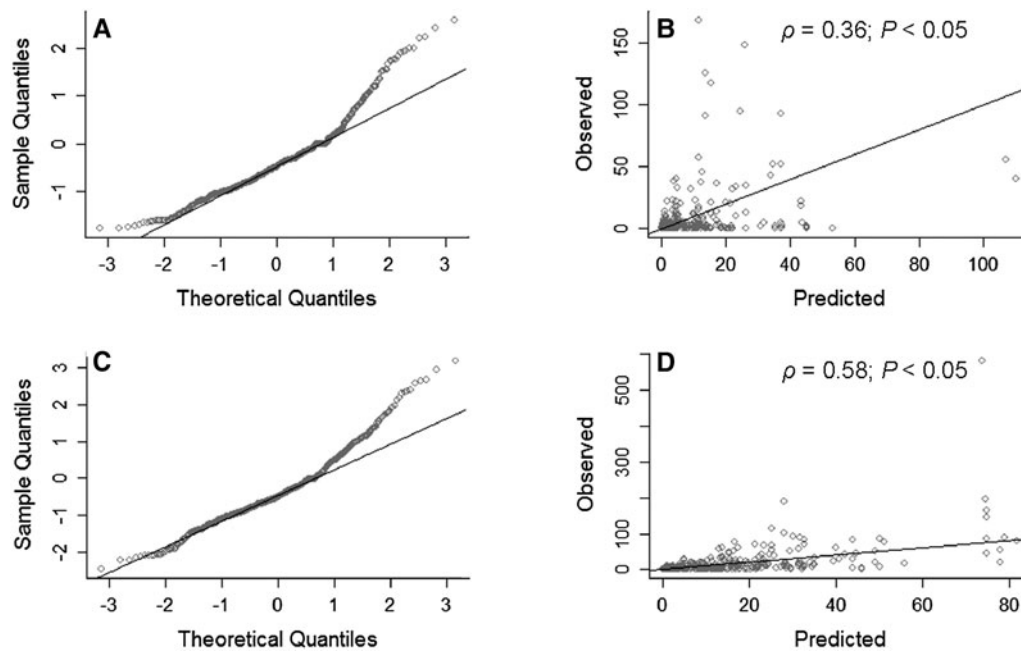 A
Sample Quantiles
2
1
0
-1
-3 -2 -1 0 1 2 3
Theoretical Quantiles
B
ρ = 0.36; P < 0.05
Observed
150
100
50
0
0 20 40 60 80 100
Predicted
C
Sample Quantiles
3
2
1
0
-1
-2
-3 -2 -1 0 1 2 3
Theoretical Quantiles
D
ρ = 0.58; P < 0.05
Observed
500
300
100
0
0 20 40 60 80
Predicted